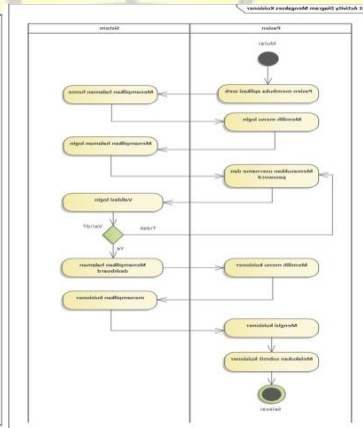 Activity Diagram Mengakses Kuisioner
Pasien
Sistem
Mulai
Pasien membuka aplikasi web
Menampilkan halaman home
Memilih menu login
Menampilkan halaman login
Memasukkan username dan
password
Validasi login
Valid?
Tidak
Ya
Menampilkan halaman
dashboard
Memilih menu kuisioner
menampilkan kuisioner
Mengisi kuisioner
Melakukan submit kuisioner
Selesai